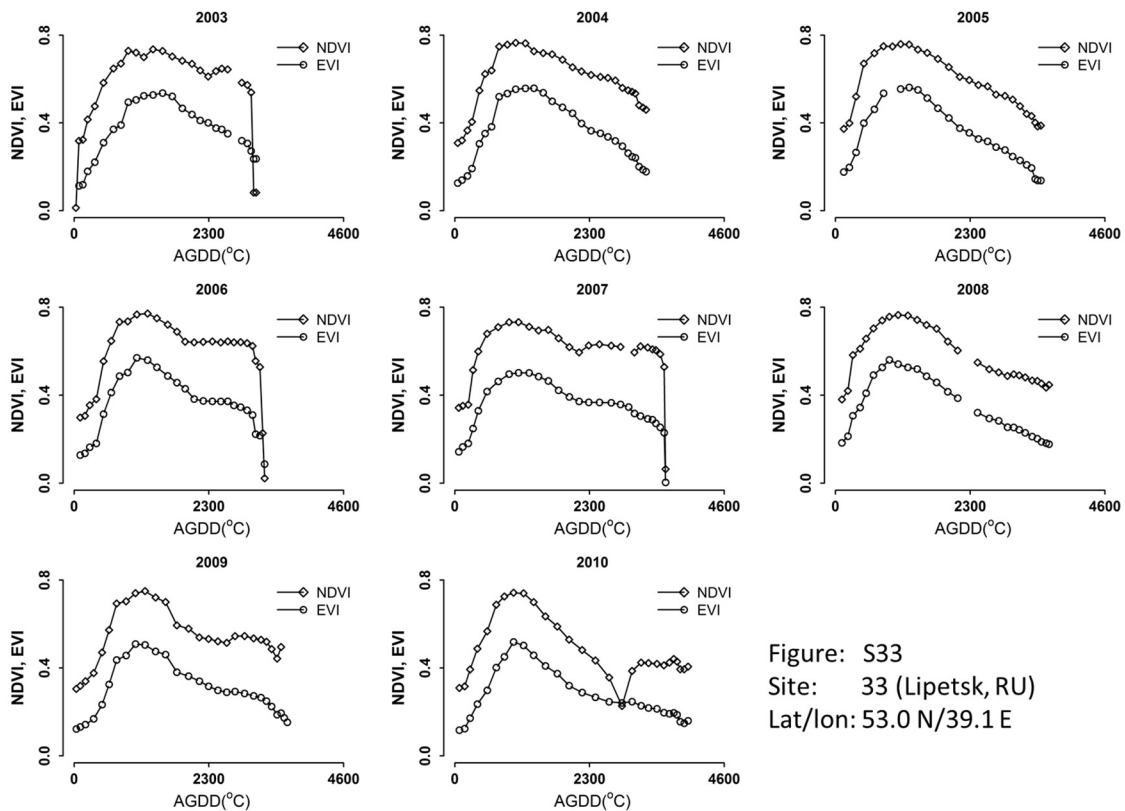 2003
NDVI
EVI
NDVI, EVI
0.0 0.4 0.8
0 2300 4600
AGDD(°C)
2004
NDVI
EVI
NDVI, EVI
0.0 0.4 0.8
0 2300 4600
AGDD(°C)
2005
NDVI
EVI
NDVI, EVI
0.0 0.4 0.8
0 2300 4600
AGDD(°C)
2006
NDVI
EVI
NDVI, EVI
0.0 0.4 0.8
0 2300 4600
AGDD(°C)
2007
NDVI
EVI
NDVI, EVI
0.0 0.4 0.8
0 2300 4600
AGDD(°C)
2008
NDVI
EVI
NDVI, EVI
0.0 0.4 0.8
0 2300 4600
AGDD(°C)
2009
NDVI
EVI
NDVI, EVI
0.0 0.4 0.8
0 2300 4600
AGDD(°C)
2010
NDVI
EVI
NDVI, EVI
0.0 0.4 0.8
0 2300 4600
AGDD(°C)
Figure: S33
Site: 33 (Lipetsk, RU)
Lat/lon: 53.0 N/39.1 E